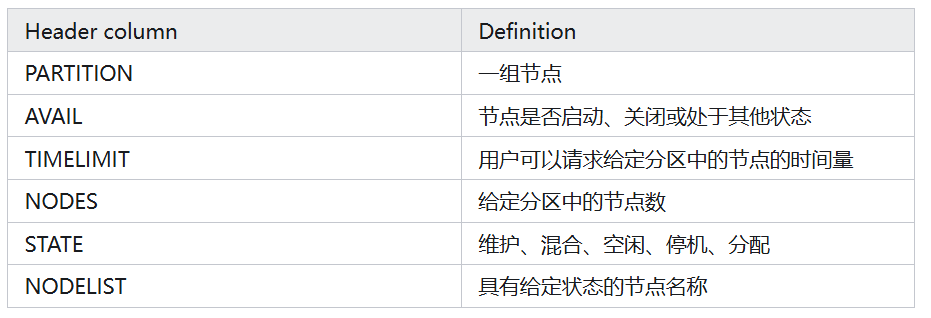 Header column Definition
PARTITION 一组节点
AVAIL 节点是否启动、关闭或处于其他状态
TIMELIMIT 用户可以请求给定分区中的节点的时间量
NODES 给定分区中的节点数
STATE 维护、混合、空闲、停机、分配
NODELIST 具有给定状态的节点名称